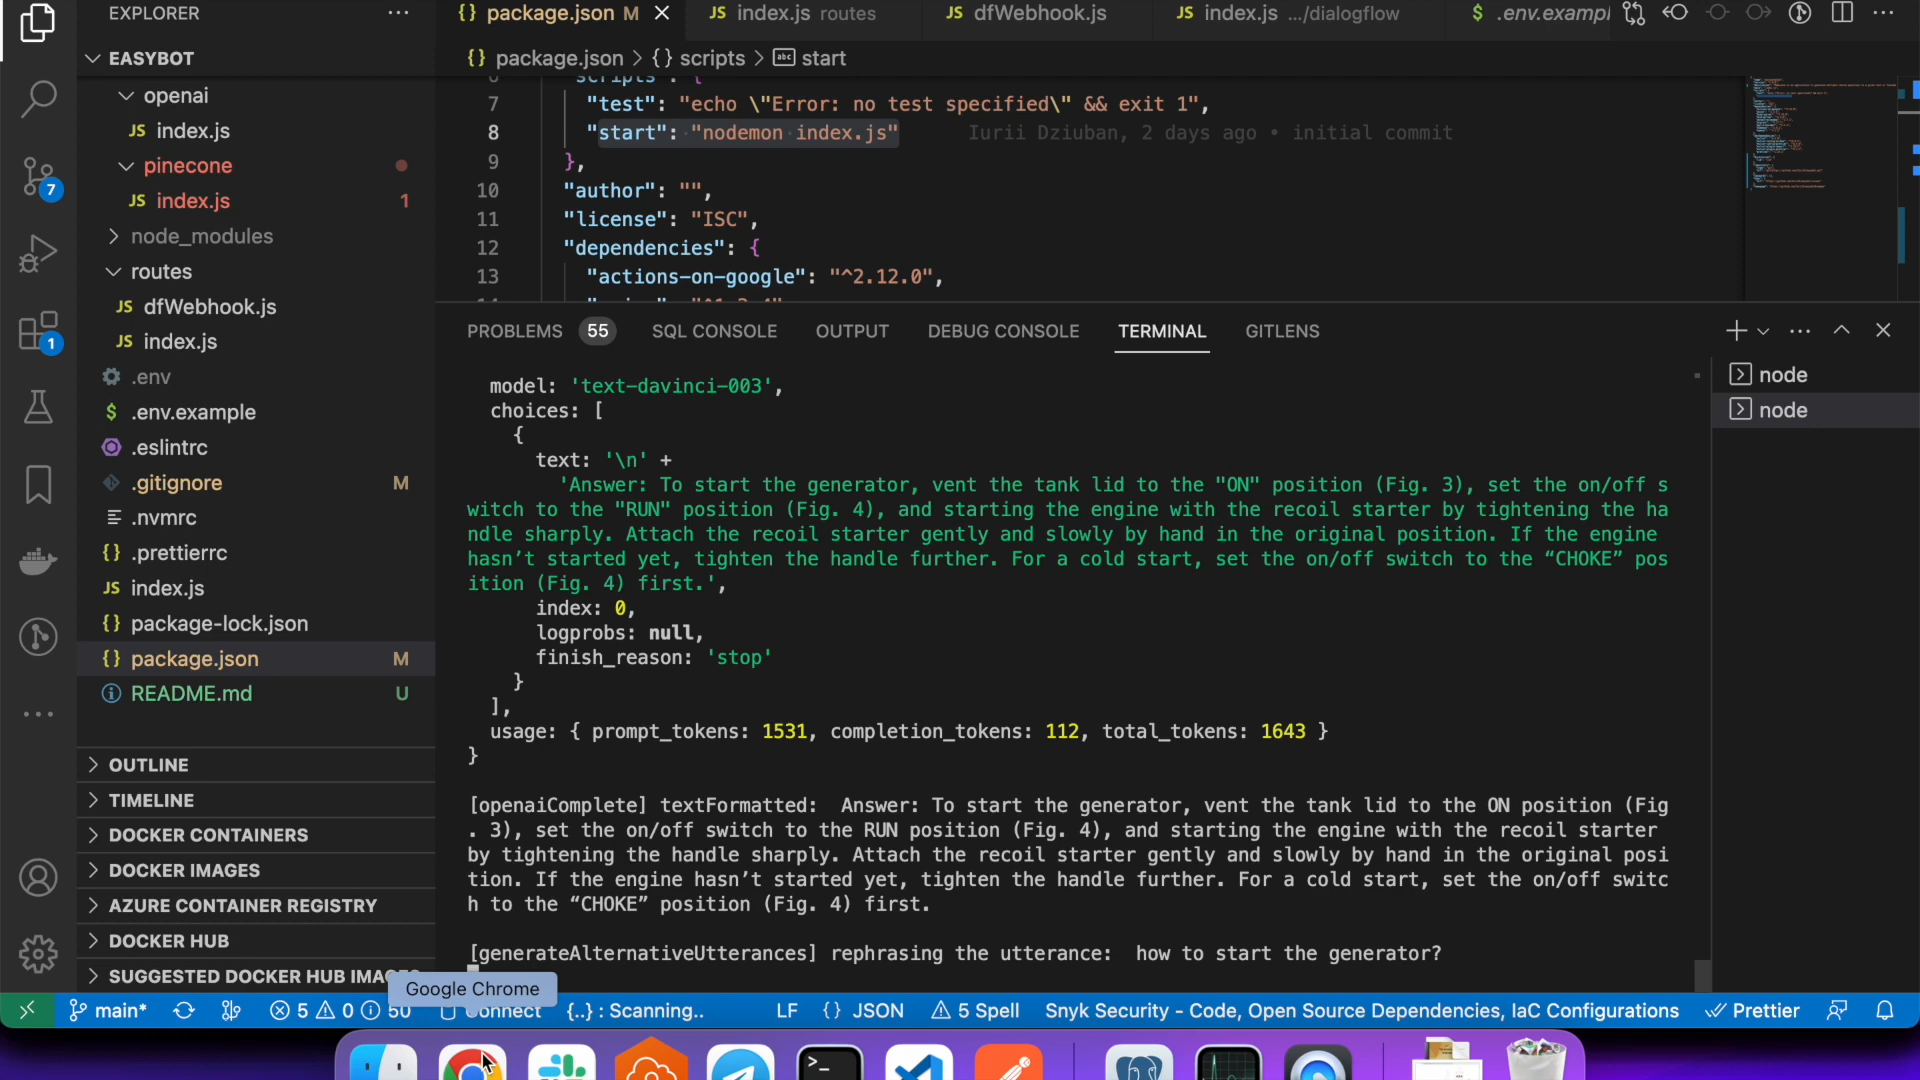 EXPLORER
EASYBOT
openai
JS index.js
pinecone
JS index.js 1
node_modules
routes
JS dfWebhook.js
JS index.js
.env
$ .env.example
.eslintrc
.gitignore M
.nvmrc
{} .prettierrc
JS index.js
{} package-lock.json
{} package.json M
README.md U
OUTLINE
TIMELINE
DOCKER CONTAINERS
DOCKER IMAGES
AZURE CONTAINER REGISTRY
DOCKER HUB
SUGGESTED DOCKER HUB IMAGES
7
1
{} package.json M
JS index.js routes
JS dfWebhook.js
JS index.js .../dialogflow
$ .env.exampl
{} package.json > {} scripts > abc start
7 "test": "echo \"Error: no test specified\" && exit 1",
8 "start": "nodemon index.js" Iurii Dziuban, 2 days ago • initial commit
9 },
10 "author": "",
11 "license": "ISC",
12 "dependencies": {
13 "actions-on-google": "^2.12.0",
PROBLEMS 55 SQL CONSOLE OUTPUT DEBUG CONSOLE TERMINAL GITLENS
node
node
model: 'text-davinci-003',
choices: [
{
text: '\n' +
'Answer: To start the generator, vent the tank lid to the "ON" position (Fig. 3), set the on/off s
witch to the "RUN" position (Fig. 4), and starting the engine with the recoil starter by tightening the ha
ndle sharply. Attach the recoil starter gently and slowly by hand in the original position. If the engine
hasn’t started yet, tighten the handle further. For a cold start, set the on/off switch to the “CHOKE” pos
ition (Fig. 4) first.',
index: 0,
logprobs: null,
finish_reason: 'stop'
}
],
usage: { prompt_tokens: 1531, completion_tokens: 112, total_tokens: 1643 }
}
[openaiComplete] textFormatted:  Answer: To start the generator, vent the tank lid to the ON position (Fig
. 3), set the on/off switch to the RUN position (Fig. 4), and starting the engine with the recoil starter
by tightening the handle sharply. Attach the recoil starter gently and slowly by hand in the original posi
tion. If the engine hasn’t started yet, tighten the handle further. For a cold start, set the on/off switc
h to the “CHOKE” position (Fig. 4) first.
[generateAlternativeUtterances] rephrasing the utterance:  how to start the generator?
Google Chrome
main* 5 0 50 Connect {..} : Scanning.. LF {} JSON 5 Spell Snyk Security - Code, Open Source Dependencies, IaC Configurations Prettier